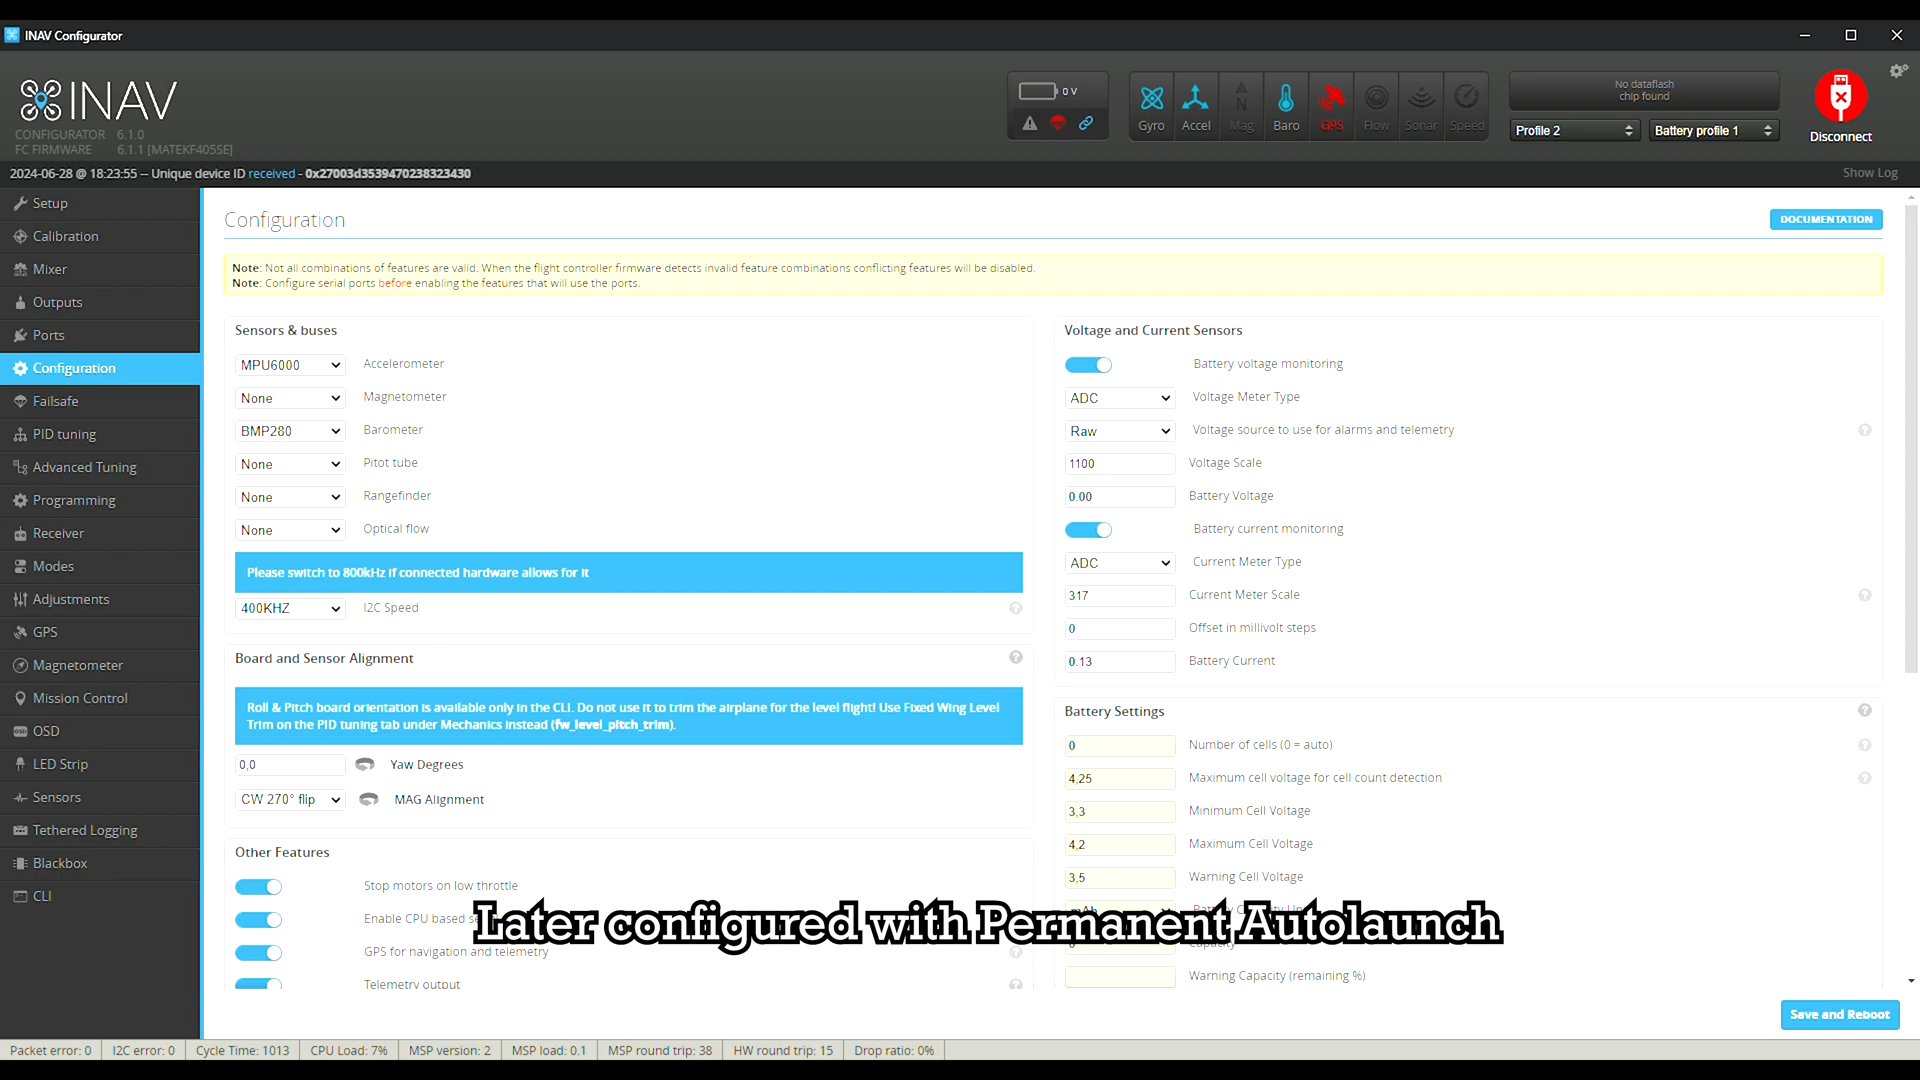 INAV Configurator
INAV
CONFIGURATOR 6.1.0
FC FIRMWARE 6.1.1 [MATEKF405SE]
0 V
Gyro Accel Mag Baro GPS Flow Sonar Speed
No dataflash
chip found
Profile 2 Battery profile 1
Disconnect
2024-06-28 @ 18:23:55 -- Unique device ID received - 0x27003d3539470238323430
Show Log
Setup
Calibration
Mixer
Outputs
Ports
Configuration
Failsafe
PID tuning
Advanced Tuning
Programming
Receiver
Modes
Adjustments
GPS
Magnetometer
Mission Control
OSD
LED Strip
Sensors
Tethered Logging
Blackbox
CLI
Configuration
DOCUMENTATION
Note: Not all combinations of features are valid. When the flight controller firmware detects invalid feature combinations conflicting features will be disabled.
Note: Configure serial ports before enabling the features that will use the ports.
Sensors & buses
MPU6000 Accelerometer
None Magnetometer
BMP280 Barometer
None Pitot tube
None Rangefinder
None Optical flow
Please switch to 800kHz if connected hardware allows for it
400KHZ I2C Speed
Board and Sensor Alignment
Roll & Pitch board orientation is available only in the CLI. Do not use it to trim the airplane for the level flight! Use Fixed Wing Level
Trim on the PID tuning tab under Mechanics instead (fw_level_pitch_trim).
0,0 Yaw Degrees
CW 270° flip MAG Alignment
Other Features
Stop motors on low throttle
Enable CPU based se
GPS for navigation and telemetry
Telemetry output
Voltage and Current Sensors
Battery voltage monitoring
ADC Voltage Meter Type
Raw Voltage source to use for alarms and telemetry
1100 Voltage Scale
0.00 Battery Voltage
Battery current monitoring
ADC Current Meter Type
317 Current Meter Scale
0 Offset in millivolt steps
0.13 Battery Current
Battery Settings
0 Number of cells (0 = auto)
4,25 Maximum cell voltage for cell count detection
3,3 Minimum Cell Voltage
4,2 Maximum Cell Voltage
3,5 Warning Cell Voltage
mAh
0 Capacity
Warning Capacity (remaining %)
Later configured with Permanent Autolaunch
Save and Reboot
Packet error: 0 I2C error: 0 Cycle Time: 1013 CPU Load: 7% MSP version: 2 MSP load: 0.1 MSP round trip: 38 HW round trip: 15 Drop ratio: 0%